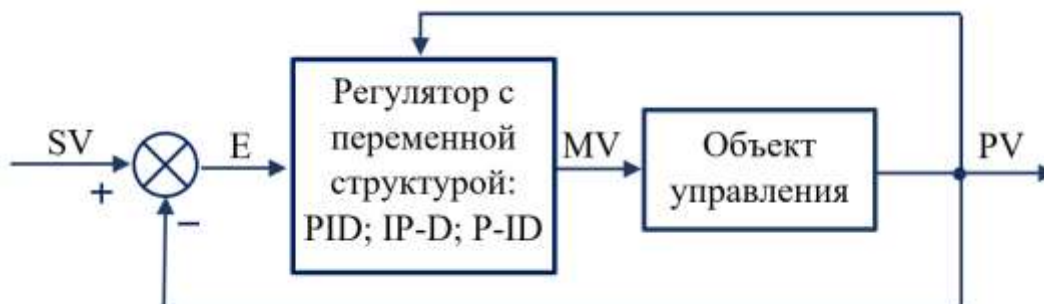 SV
+
−
E
Регулятор с
переменной
структурой:
PID; IP-D; P-ID
MV
Объект
управления
PV